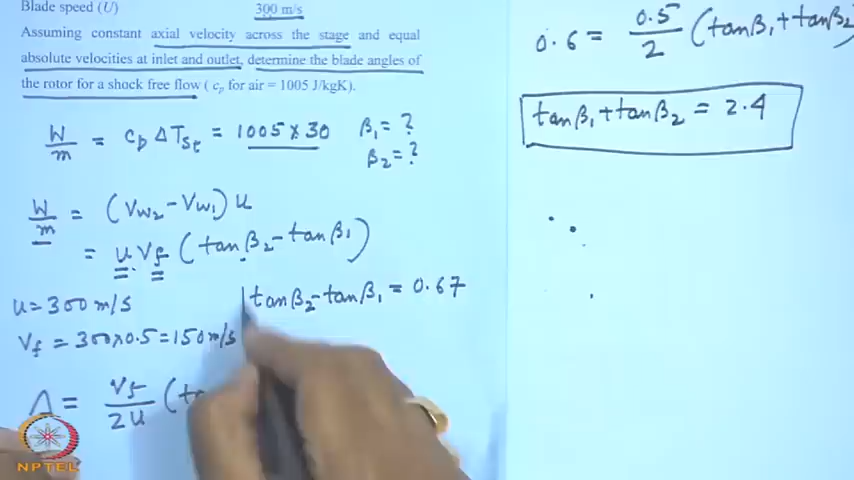 Blade speed (U) 300 m/s
Assuming constant axial velocity across the stage and equal
absolute velocities at inlet and outlet, determine the blade angles of
the rotor for a shock free flow ( cp for air = 1005 J/kgK).
W/m = cp ΔTst = 1005 × 30 β1 = ?
β2 = ?
W/m = (Vw2 - Vw1) u
= u Vf (tan β2 - tan β1)
u = 300 m/s
tan β2 - tan β1 = 0.67
Vf = 300 × 0.5 = 150 m/s
Λ = Vf/2u (
NPTEL
0.6 = 0.5/2 (tan β1 + tan β2)
tan β1 + tan β2 = 2.4